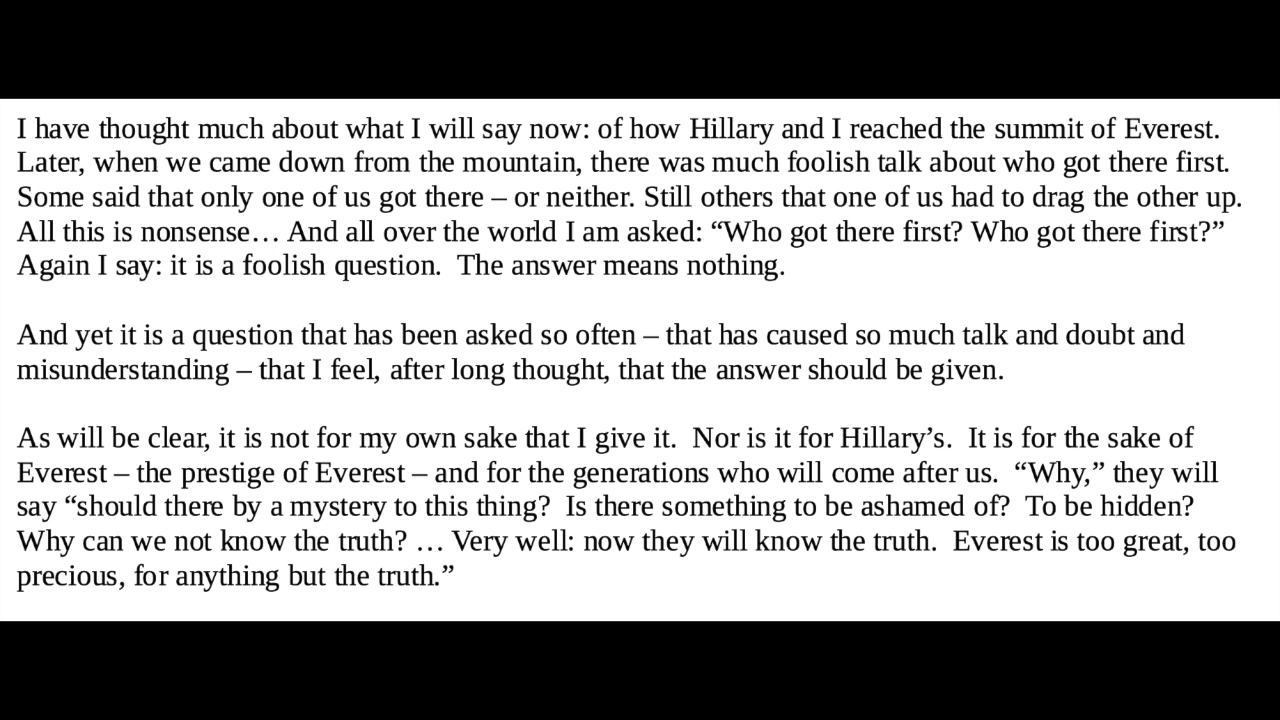 I have thought much about what I will say now: of how Hillary and I reached the summit of Everest.
Later, when we came down from the mountain, there was much foolish talk about who got there first.
Some said that only one of us got there – or neither. Still others that one of us had to drag the other up.
All this is nonsense… And all over the world I am asked: “Who got there first? Who got there first?”
Again I say: it is a foolish question.  The answer means nothing.

And yet it is a question that has been asked so often – that has caused so much talk and doubt and
misunderstanding – that I feel, after long thought, that the answer should be given.

As will be clear, it is not for my own sake that I give it.  Nor is it for Hillary’s.  It is for the sake of
Everest – the prestige of Everest – and for the generations who will come after us.  “Why,” they will
say “should there by a mystery to this thing?  Is there something to be ashamed of?  To be hidden?
Why can we not know the truth? … Very well: now they will know the truth.  Everest is too great, too
precious, for anything but the truth.”